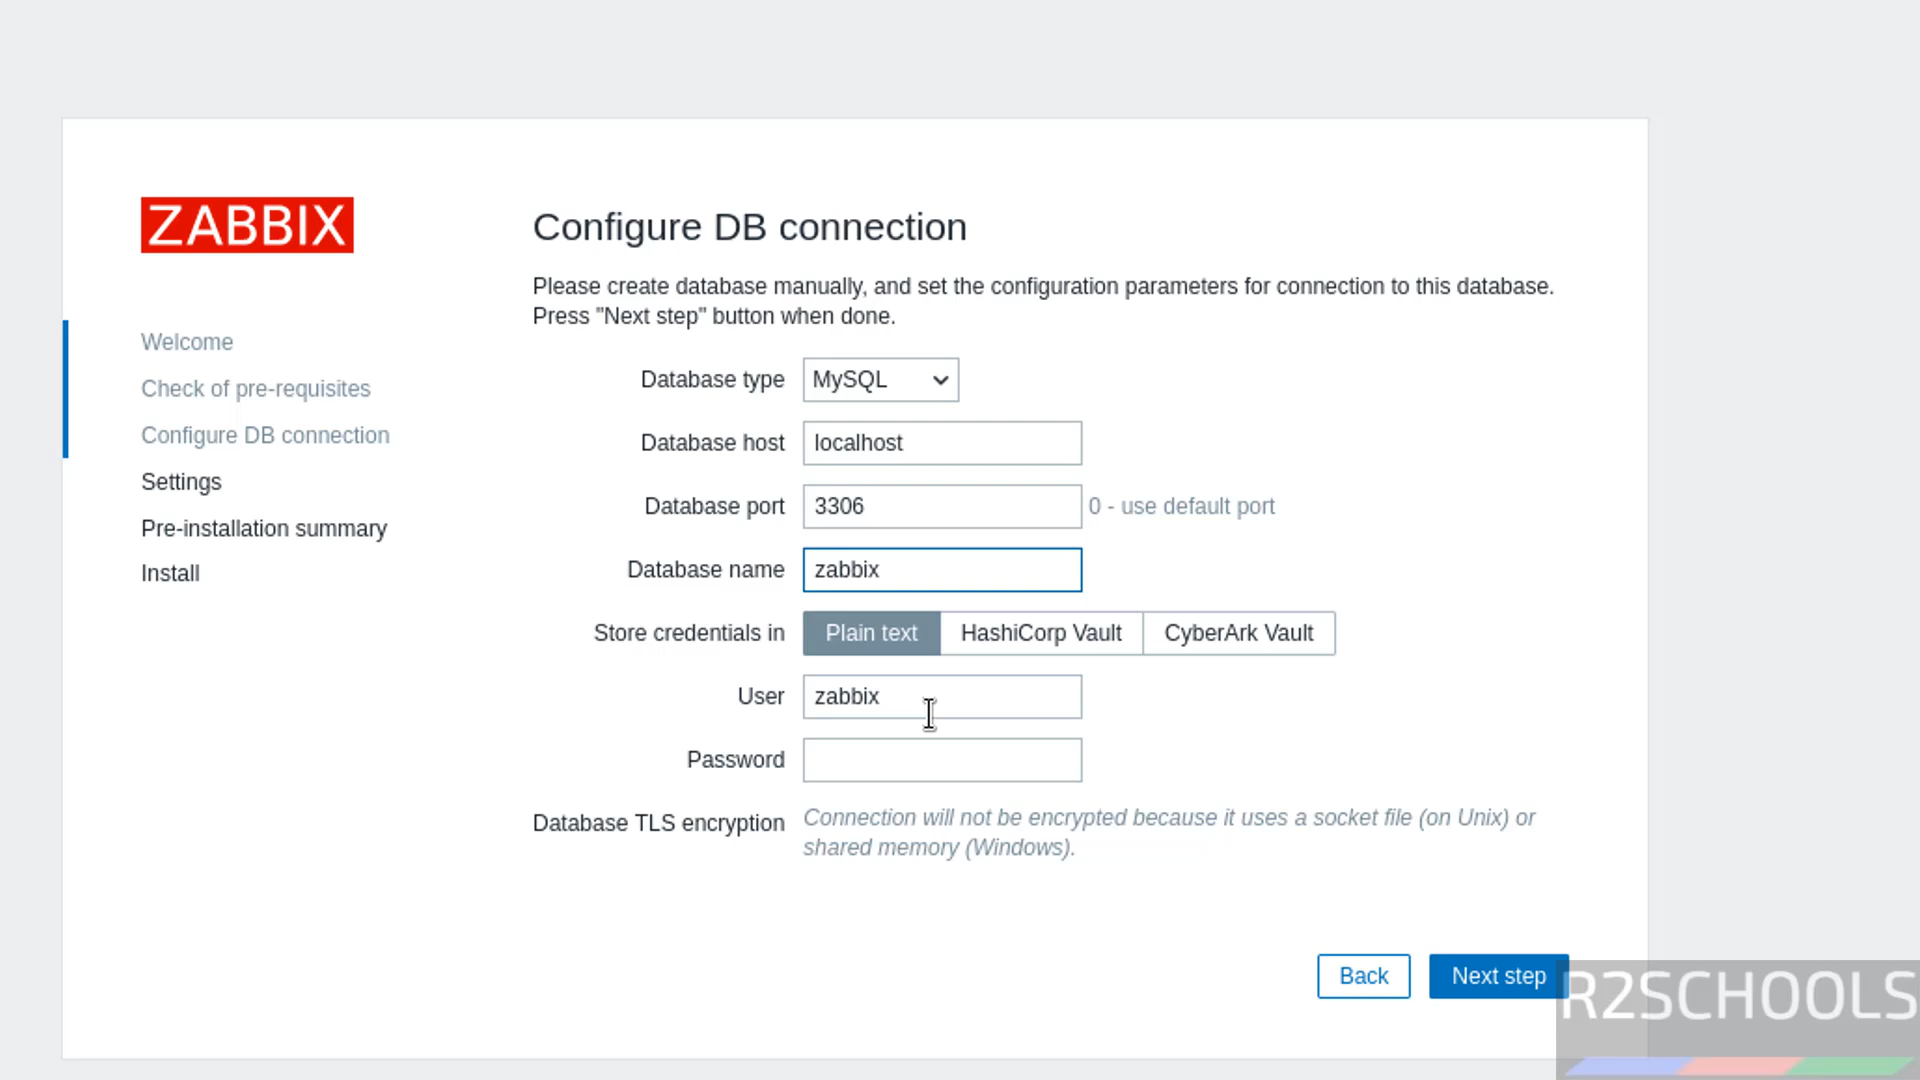 ZABBIX
Welcome
Check of pre-requisites
Configure DB connection
Settings
Pre-installation summary
Install
Configure DB connection
Please create database manually, and set the configuration parameters for connection to this database.
Press "Next step" button when done.
Database type MySQL
Database host localhost
Database port 3306 0 - use default port
Database name zabbix
Store credentials in Plain text HashiCorp Vault CyberArk Vault
User zabbix
Password
Database TLS encryption Connection will not be encrypted because it uses a socket file (on Unix) or
shared memory (Windows).
Back Next step
R2SCHOOLS